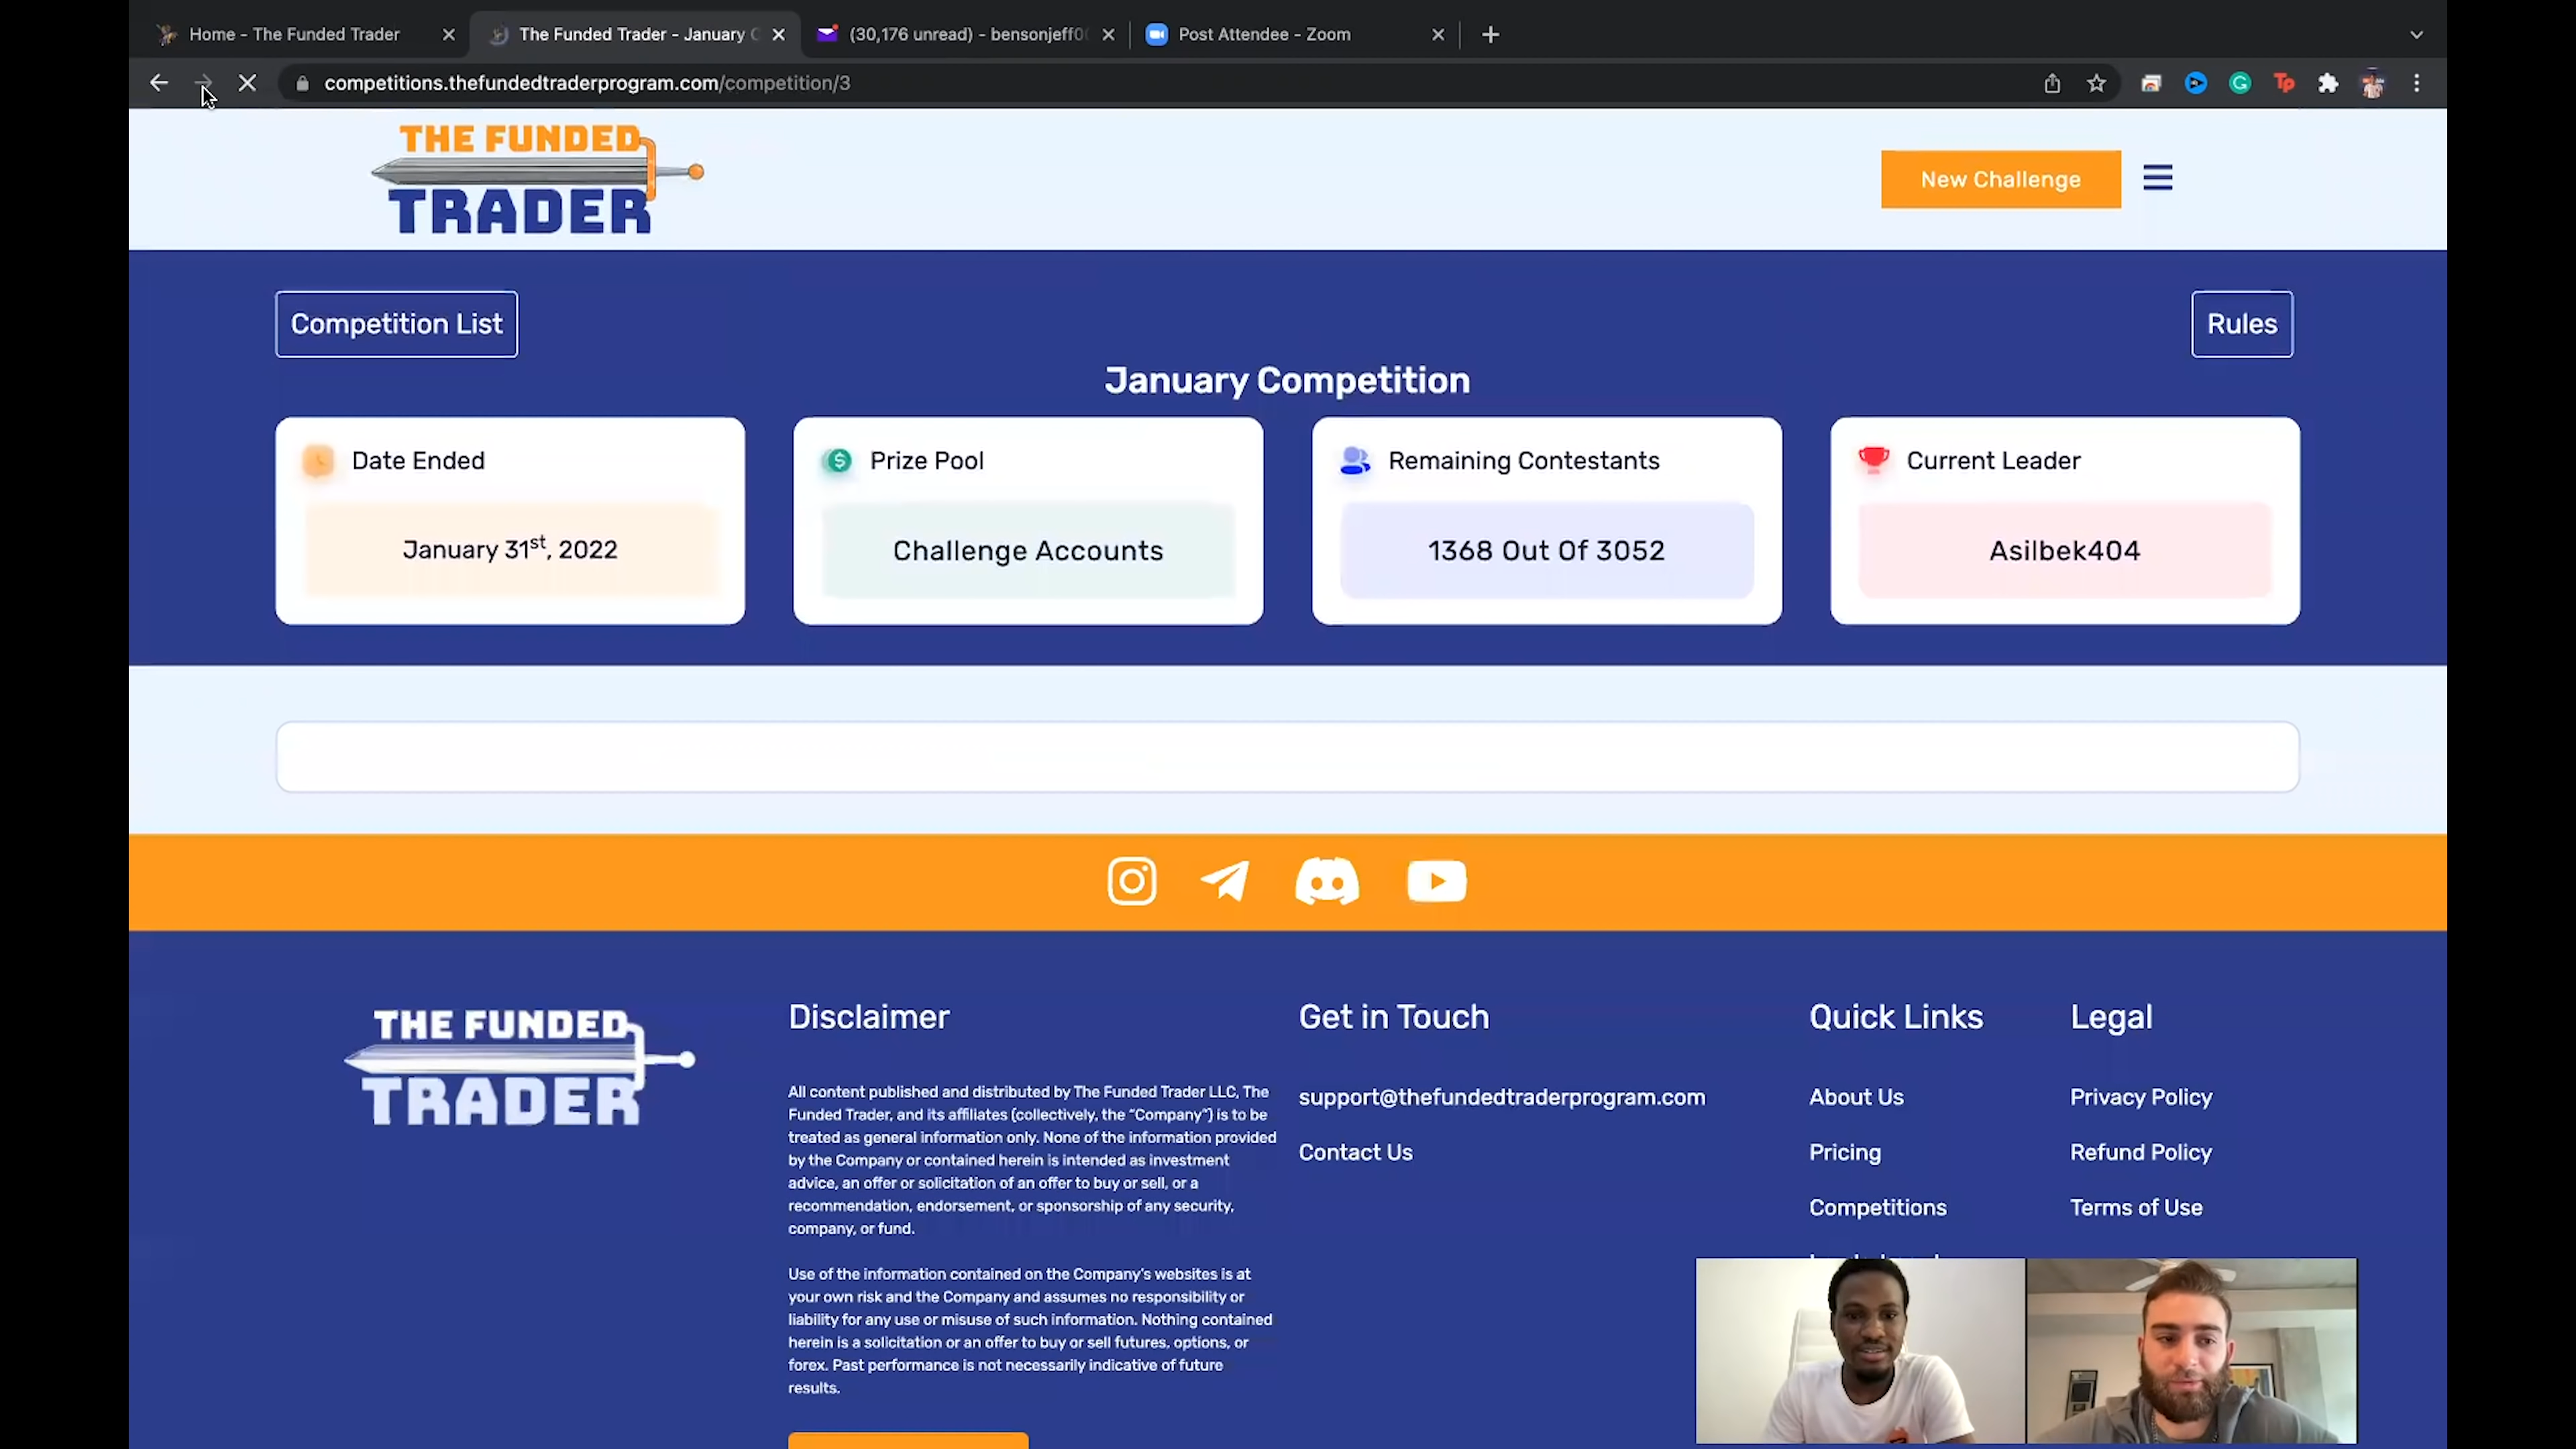 Home - The Funded Trader
The Funded Trader - January C
(30,176 unread) - bensonjeff0
Post Attendee - Zoom
competitions.thefundedtraderprogram.com/competition/3
THE FUNDED
TRADER
New Challenge
Competition List
Rules
January Competition
Date Ended
January 31st, 2022
Prize Pool
Challenge Accounts
Remaining Contestants
1368 Out Of 3052
Current Leader
Asilbek404
THE FUNDED
TRADER
Disclaimer
All content published and distributed by The Funded Trader LLC, The
Funded Trader, and its affiliates (collectively, the “Company”) is to be
treated as general information only. None of the information provided
by the Company or contained herein is intended as investment
advice, an offer or solicitation of an offer to buy or sell, or a
recommendation, endorsement, or sponsorship of any security,
company, or fund.
Use of the information contained on the Company's websites is at
your own risk and the Company and assumes no responsibility or
liability for any use or misuse of such information. Nothing contained
herein is a solicitation or an offer to buy or sell futures, options, or
forex. Past performance is not necessarily indicative of future
results.
Get in Touch
support@thefundedtraderprogram.com
Contact Us
Quick Links
About Us
Pricing
Competitions
Legal
Privacy Policy
Refund Policy
Terms of Use